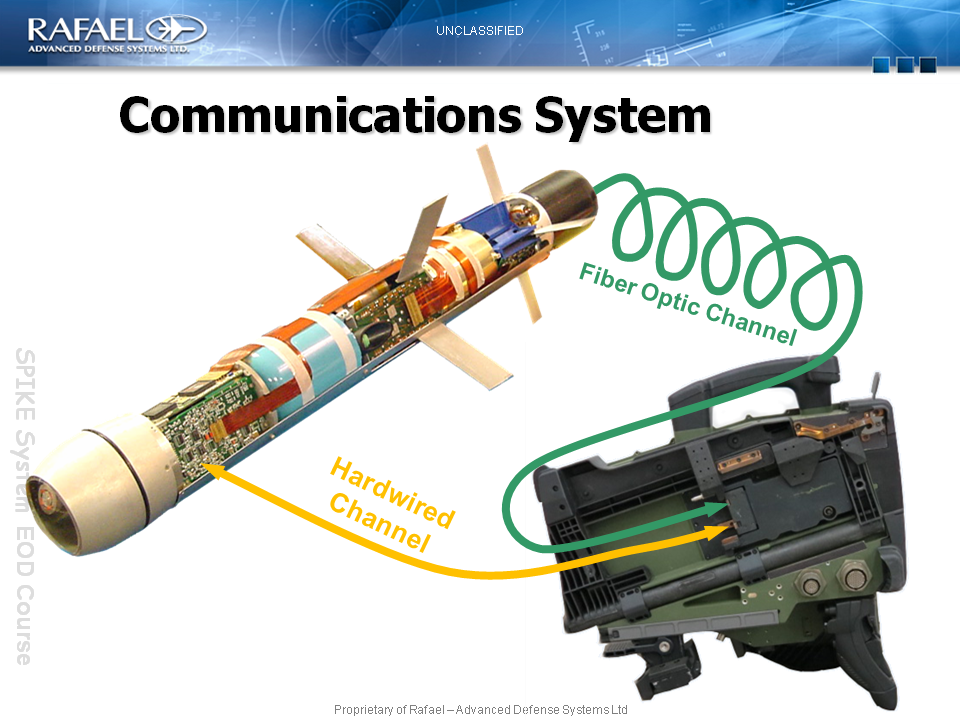 RAFAEL
ADVANCED DEFENSE SYSTEMS LTD.
UNCLASSIFIED
Communications System
Fiber Optic Channel
Hardwired
Channel
SPIKE System EOD Course
Proprietary of Rafael – Advanced Defense Systems Ltd